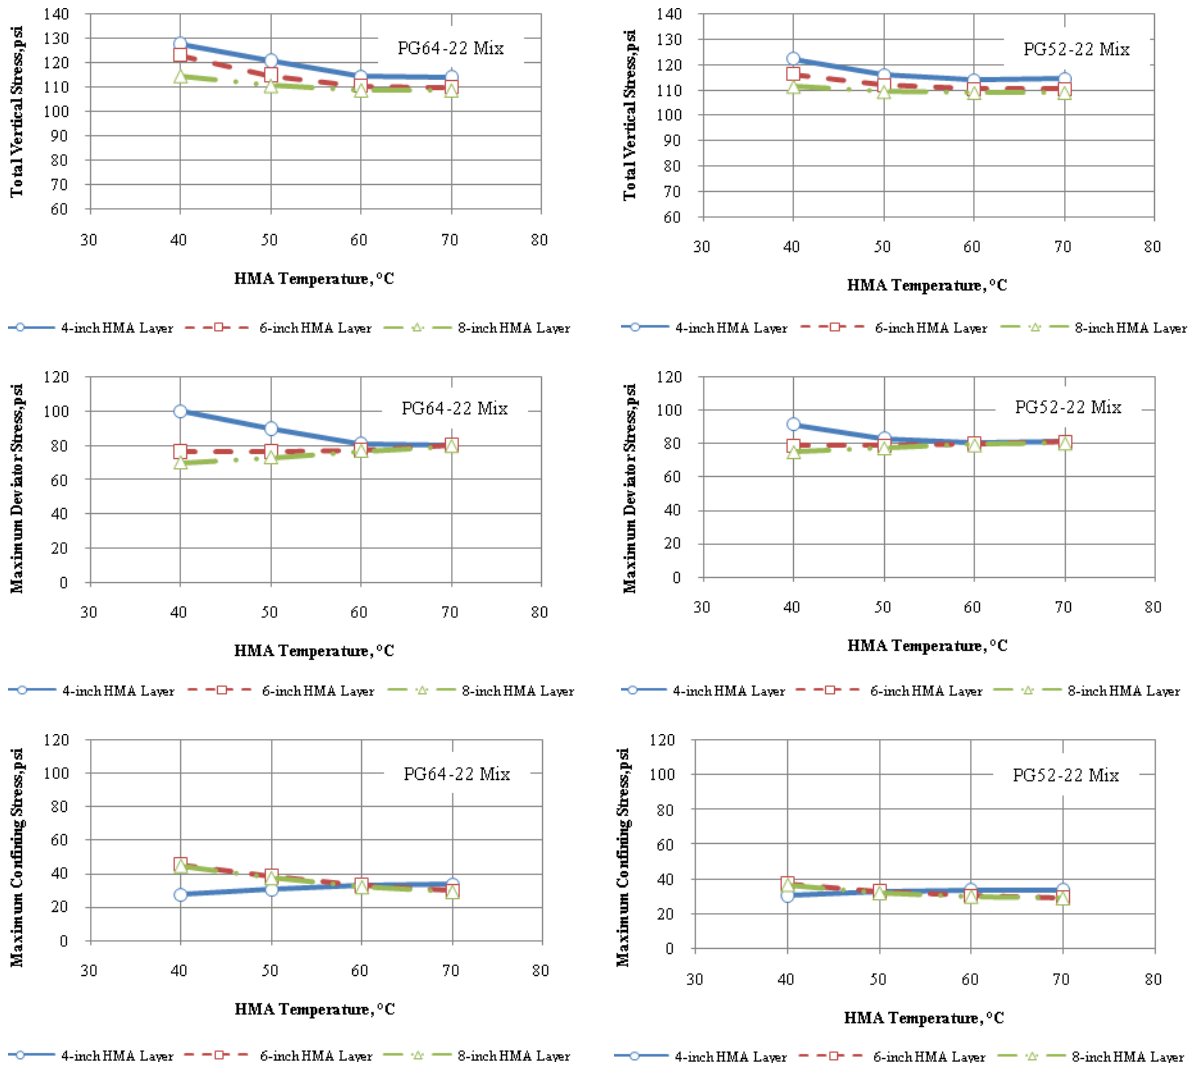 Total Vertical Stress,psi
140
130
120
110
100
90
80
70
60
PG64-22 Mix
30 40 50 60 70 80
HMA Temperature, °C
4-inch HMA Layer 6-inch HMA Layer 8-inch HMA Layer
Total Vertical Stress,psi
140
130
120
110
100
90
80
70
60
PG52-22 Mix
30 40 50 60 70 80
HMA Temperature, °C
4-inch HMA Layer 6-inch HMA Layer 8-inch HMA Layer
Maximum Deviator Stress,psi
120
100
80
60
40
20
0
PG64-22 Mix
30 40 50 60 70 80
HMA Temperature, °C
4-inch HMA Layer 6-inch HMA Layer 8-inch HMA Layer
Maximum Deviator Stress,psi
120
100
80
60
40
20
0
PG52-22 Mix
30 40 50 60 70 80
HMA Temperature, °C
4-inch HMA Layer 6-inch HMA Layer 8-inch HMA Layer
Maximum Confining Stress,psi
120
100
80
60
40
20
0
PG64-22 Mix
30 40 50 60 70 80
HMA Temperature, °C
4-inch HMA Layer 6-inch HMA Layer 8-inch HMA Layer
Maximum Confining Stress,psi
120
100
80
60
40
20
0
PG52-22 Mix
30 40 50 60 70 80
HMA Temperature, °C
4-inch HMA Layer 6-inch HMA Layer 8-inch HMA Layer